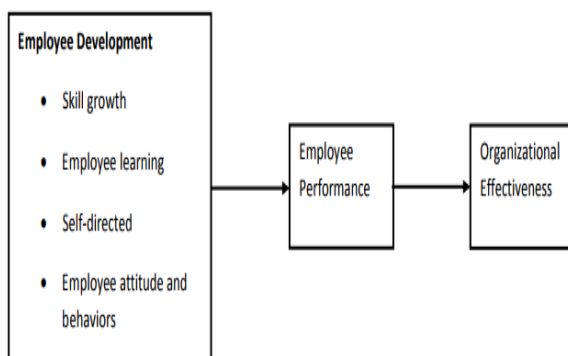 Employee Development
• Skill growth
• Employee learning
• Self-directed
• Employee attitude and
behaviors
Employee
Performance
Organizational
Effectiveness